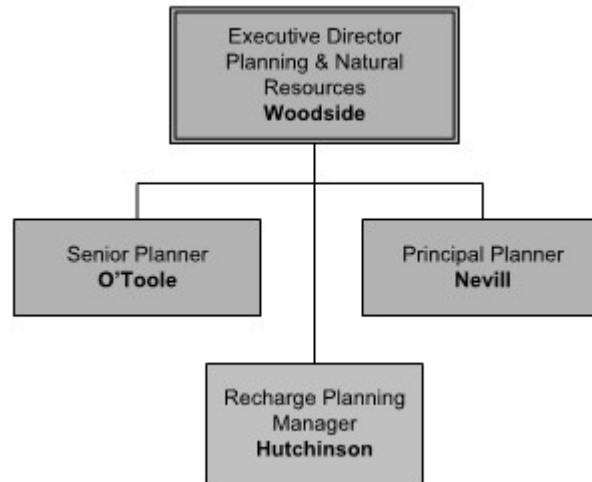 Executive Director
Planning & Natural
Resources
Woodside
Senior Planner
O'Toole
Principal Planner
Nevill
Recharge Planning
Manager
Hutchinson